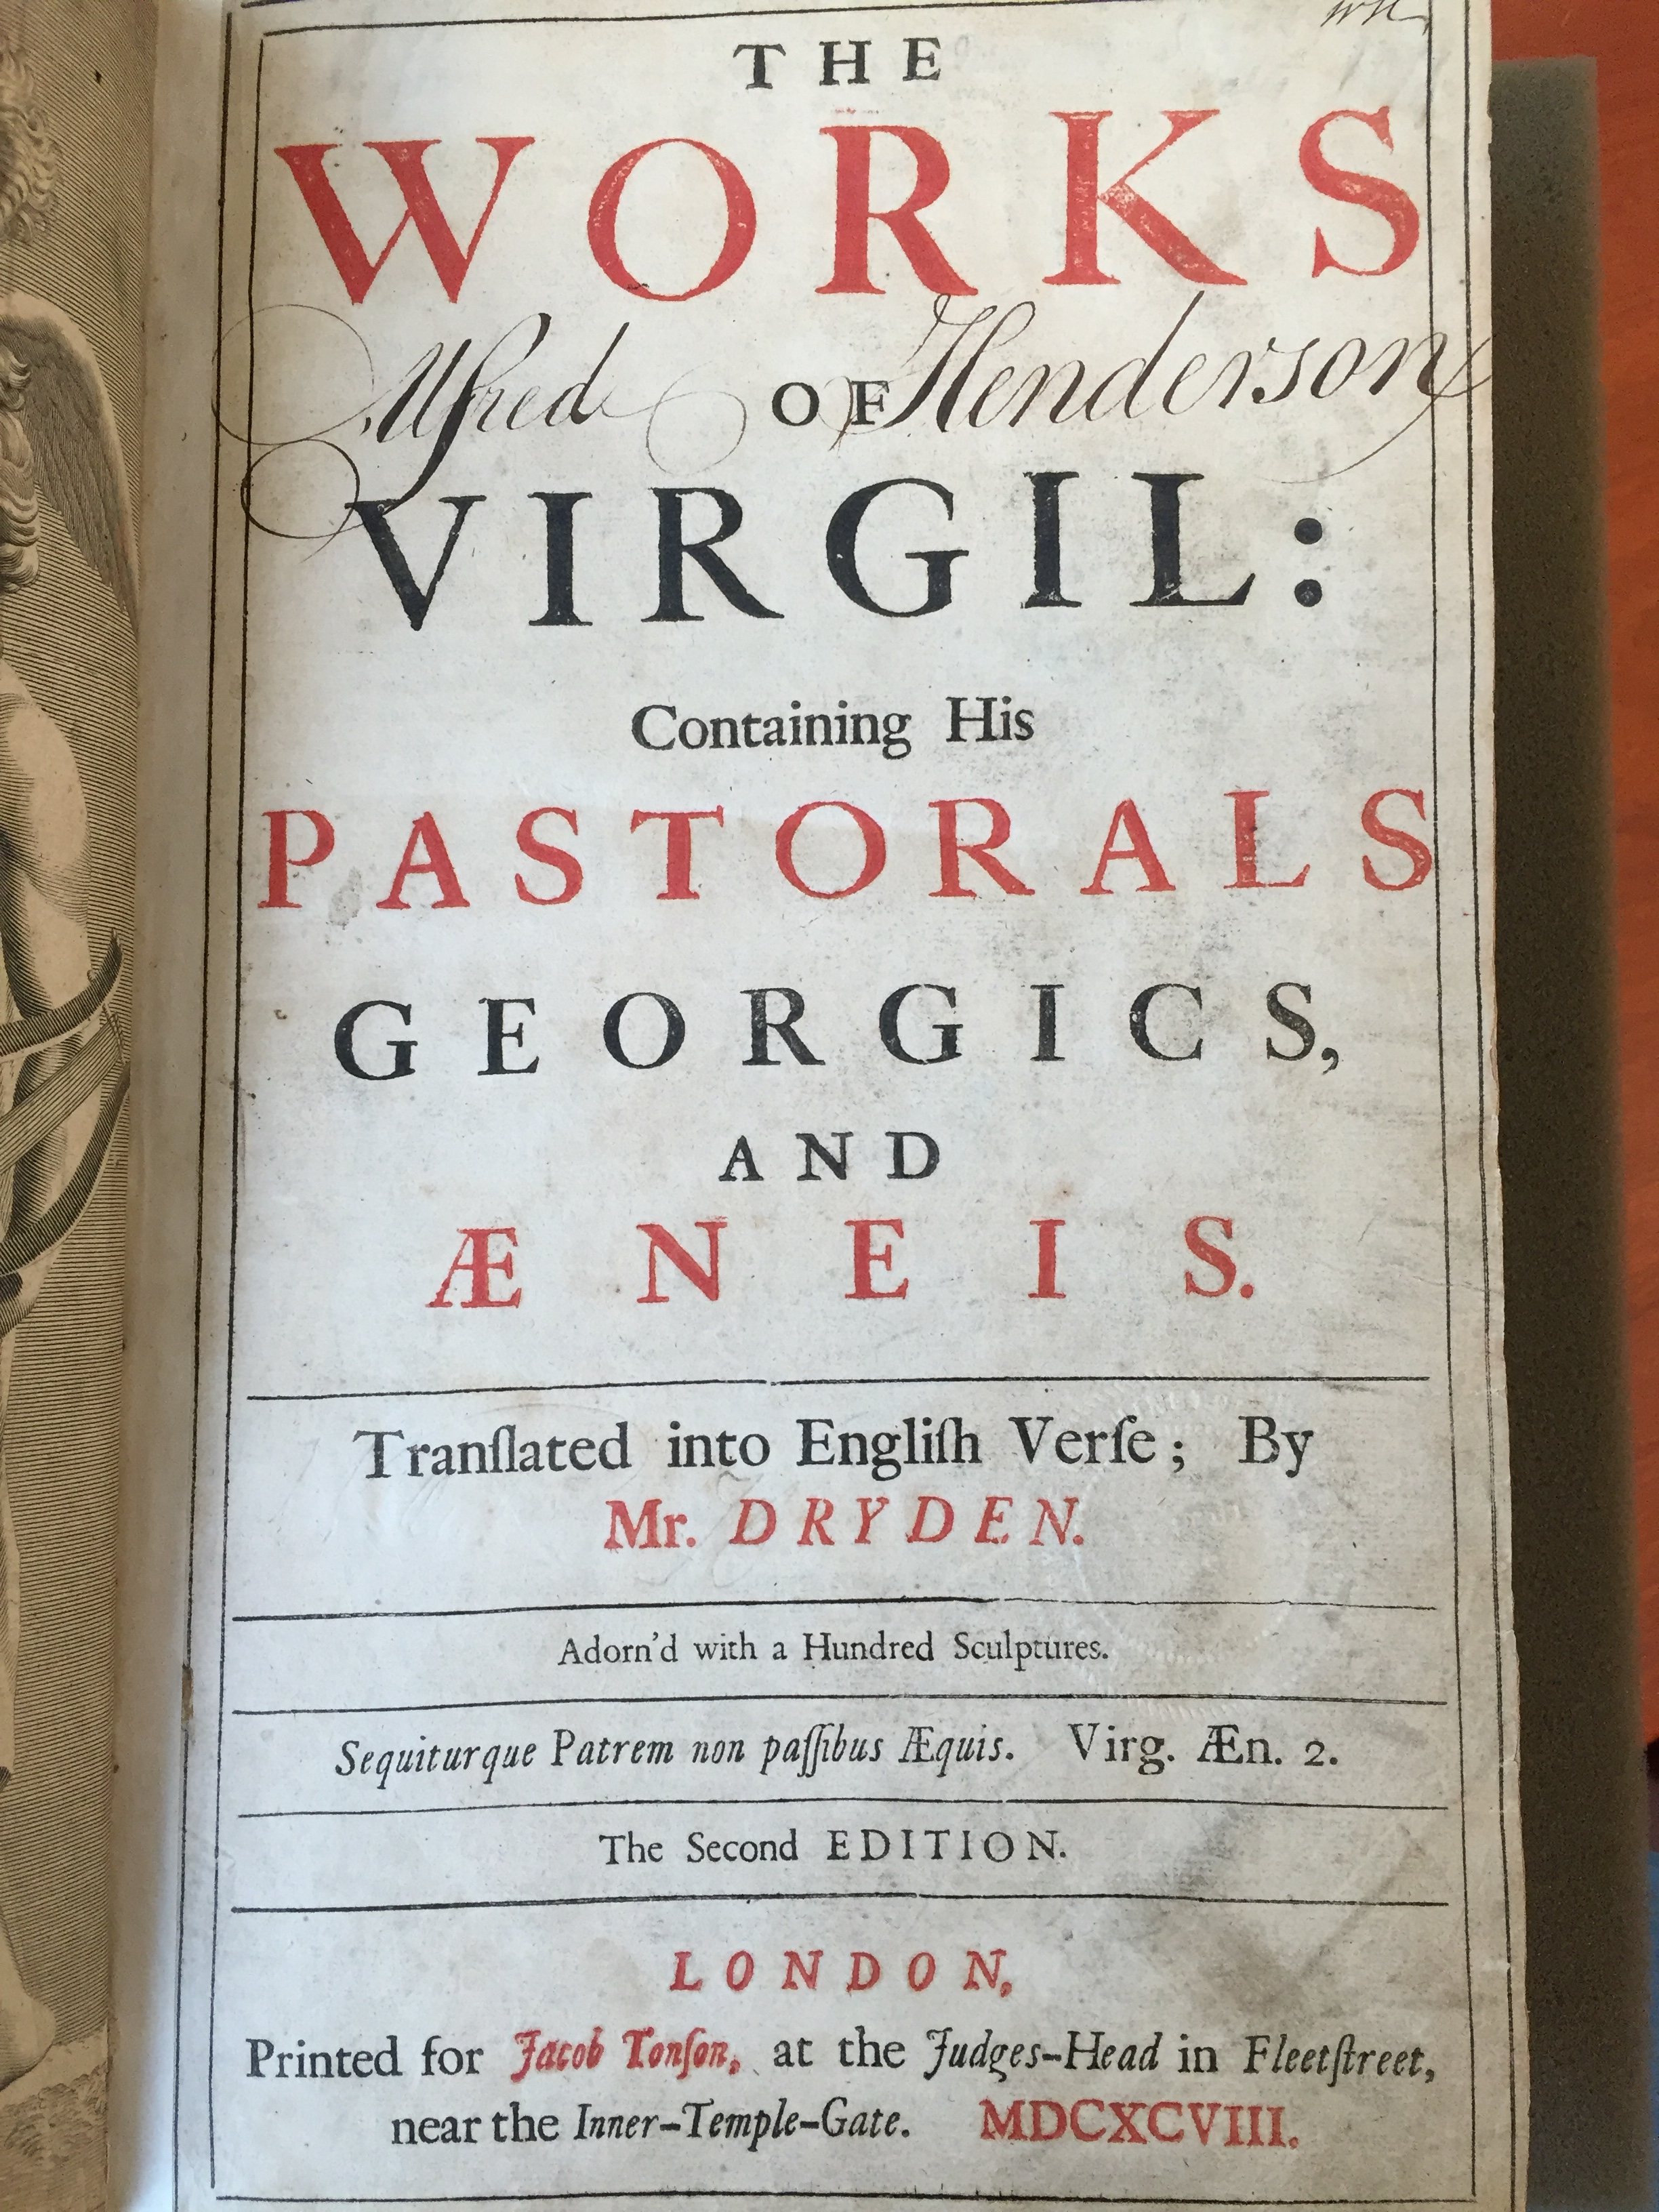 THE
WORKS
Alfred Henderson
OF
VIRGIL:
Containing His
PASTORALS
GEORGICS,
AND
ÆNEIS.
Tranſlated into Engliſh Verſe; By
Mr. DRYDEN.
Adorn'd with a Hundred Sculptures.
Sequiturque Patrem non paſſibus Æquis. Virg. Æn. 2.
The Second EDITION.
LONDON,
Printed for Jacob Tonſon, at the Judges-Head in Fleetſtreet,
near the Inner-Temple-Gate. MDCXCVIII.